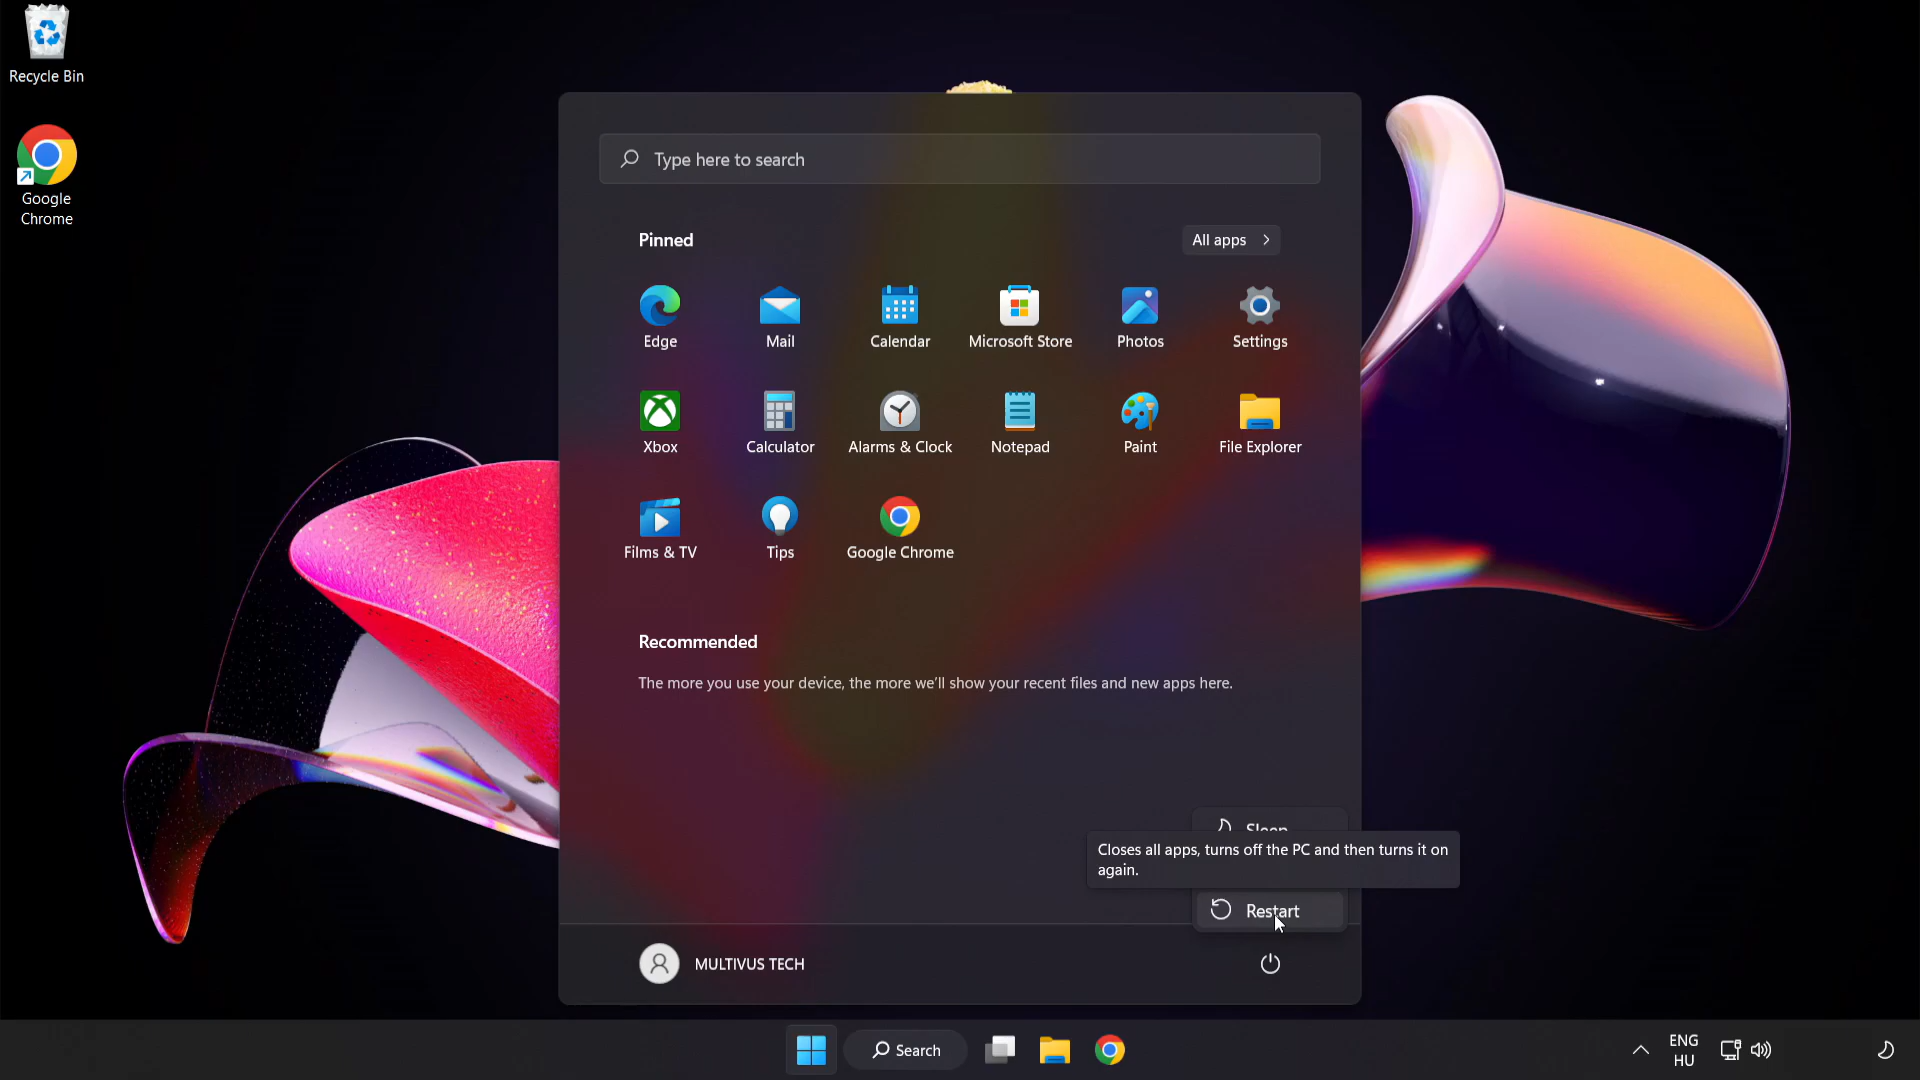 Recycle Bin
Google
Chrome
Type here to search
Pinned
All apps
Edge
Mail
Calendar
Microsoft Store
Photos
Settings
Xbox
Calculator
Alarms & Clock
Notepad
Paint
File Explorer
Films & TV
Tips
Google Chrome
Recommended
The more you use your device, the more we'll show your recent files and new apps here.
Sleep
Closes all apps, turns off the PC and then turns it on
again.
Restart
MULTIVUS TECH
Search
ENG
HU